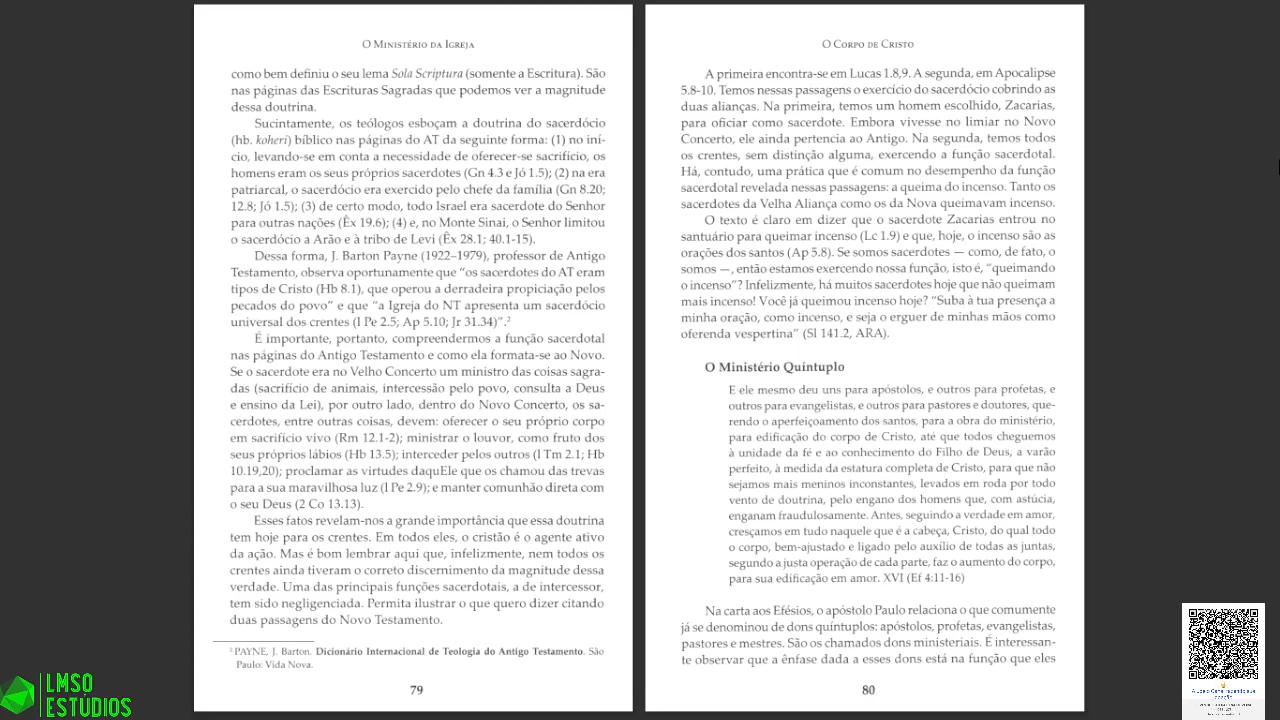 O Ministério da Igreja
como bem definiu o seu lema Sola Scriptura (somente a Escritura). São
nas páginas das Escrituras Sagradas que podemos ver a magnitude
dessa doutrina.
Sucintamente, os teólogos esboçam a doutrina do sacerdócio
(hb. koheri) bíblico nas páginas do AT da seguinte forma: (1) no iní-
cio, levando-se em conta a necessidade de oferecer-se sacrifício, os
homens eram os seus próprios sacerdotes (Gn 4.3 e Jó 1.5); (2) na era
patriarcal, o sacerdócio era exercido pelo chefe da família (Gn 8.20;
12.8; Jó 1.5); (3) de certo modo, todo Israel era sacerdote do Senhor
para outras nações (Êx 19.6); (4) e, no Monte Sinai, o Senhor limitou
o sacerdócio a Arão e à tribo de Levi (Êx 28.1; 40.1-15).
Dessa forma, J. Barton Payne (1922–1979), professor de Antigo
Testamento, observa oportunamente que “os sacerdotes do AT eram
tipos de Cristo (Hb 8.1), que operou a derradeira propiciação pelos
pecados do povo” e que “a Igreja do NT apresenta um sacerdócio
universal dos crentes (l Pe 2.5; Ap 5.10; Jr 31.34)”.²
É importante, portanto, compreendermos a função sacerdotal
nas páginas do Antigo Testamento e como ela formata-se ao Novo.
Se o sacerdote era no Velho Concerto um ministro das coisas sagra-
das (sacrifício de animais, intercessão pelo povo, consulta a Deus
e ensino da Lei), por outro lado, dentro do Novo Concerto, os sa-
cerdotes, entre outras coisas, devem: oferecer o seu próprio corpo
em sacrifício vivo (Rm 12.1-2); ministrar o louvor, como fruto dos
seus próprios lábios (Hb 13.5); interceder pelos outros (l Tm 2.1; Hb
10.19,20); proclamar as virtudes daquEle que os chamou das trevas
para a sua maravilhosa luz (l Pe 2.9); e manter comunhão direta com
o seu Deus (2 Co 13.13).
Esses fatos revelam-nos a grande importância que essa doutrina
tem hoje para os crentes. Em todos eles, o cristão é o agente ativo
da ação. Mas é bom lembrar aqui que, infelizmente, nem todos os
crentes ainda tiveram o correto discernimento da magnitude dessa
verdade. Uma das principais funções sacerdotais, a de intercessor,
tem sido negligenciada. Permita ilustrar o que quero dizer citando
duas passagens do Novo Testamento.
² PAYNE, J. Barton. Dicionário Internacional de Teologia do Antigo Testamento. São
Paulo: Vida Nova.
79
O Corpo de Cristo
A primeira encontra-se em Lucas 1.8,9. A segunda, em Apocalipse
5.8-10. Temos nessas passagens o exercício do sacerdócio cobrindo as
duas alianças. Na primeira, temos um homem escolhido, Zacarias,
para oficiar como sacerdote. Embora vivesse no limiar no Novo
Concerto, ele ainda pertencia ao Antigo. Na segunda, temos todos
os crentes, sem distinção alguma, exercendo a função sacerdotal.
Há, contudo, uma prática que é comum no desempenho da função
sacerdotal revelada nessas passagens: a queima do incenso. Tanto os
sacerdotes da Velha Aliança como os da Nova queimavam incenso.
O texto é claro em dizer que o sacerdote Zacarias entrou no
santuário para queimar incenso (Lc 1.9) e que, hoje, o incenso são as
orações dos santos (Ap 5.8). Se somos sacerdotes — como, de fato, o
somos —, então estamos exercendo nossa função, isto é, “queimando
o incenso”? Infelizmente, há muitos sacerdotes hoje que não queimam
mais incenso! Você já queimou incenso hoje? “Suba à tua presença a
minha oração, como incenso, e seja o erguer de minhas mãos como
oferenda vespertina” (Sl 141.2, ARA).
O Ministério Quíntuplo
E ele mesmo deu uns para apóstolos, e outros para profetas, e
outros para evangelistas, e outros para pastores e doutores, que-
rendo o aperfeiçoamento dos santos, para a obra do ministério,
para edificação do corpo de Cristo, até que todos cheguemos
à unidade da fé e ao conhecimento do Filho de Deus, a varão
perfeito, à medida da estatura completa de Cristo, para que não
sejamos mais meninos inconstantes, levados em roda por todo
vento de doutrina, pelo engano dos homens que, com astúcia,
enganam fraudulosamente. Antes, seguindo a verdade em amor,
cresçamos em tudo naquele que é a cabeça, Cristo, do qual todo
o corpo, bem-ajustado e ligado pelo auxílio de todas as juntas,
segundo a justa operação de cada parte, faz o aumento do corpo,
para sua edificação em amor. XVI (Ef 4:11-16)
Na carta aos Efésios, o apóstolo Paulo relaciona o que comumente
já se denominou de dons quíntuplos: apóstolos, profetas, evangelistas,
pastores e mestres. São os chamados dons ministeriais. É interessan-
te observar que a ênfase dada a esses dons está na função que eles
80
LMSO
ESTÚDIOS